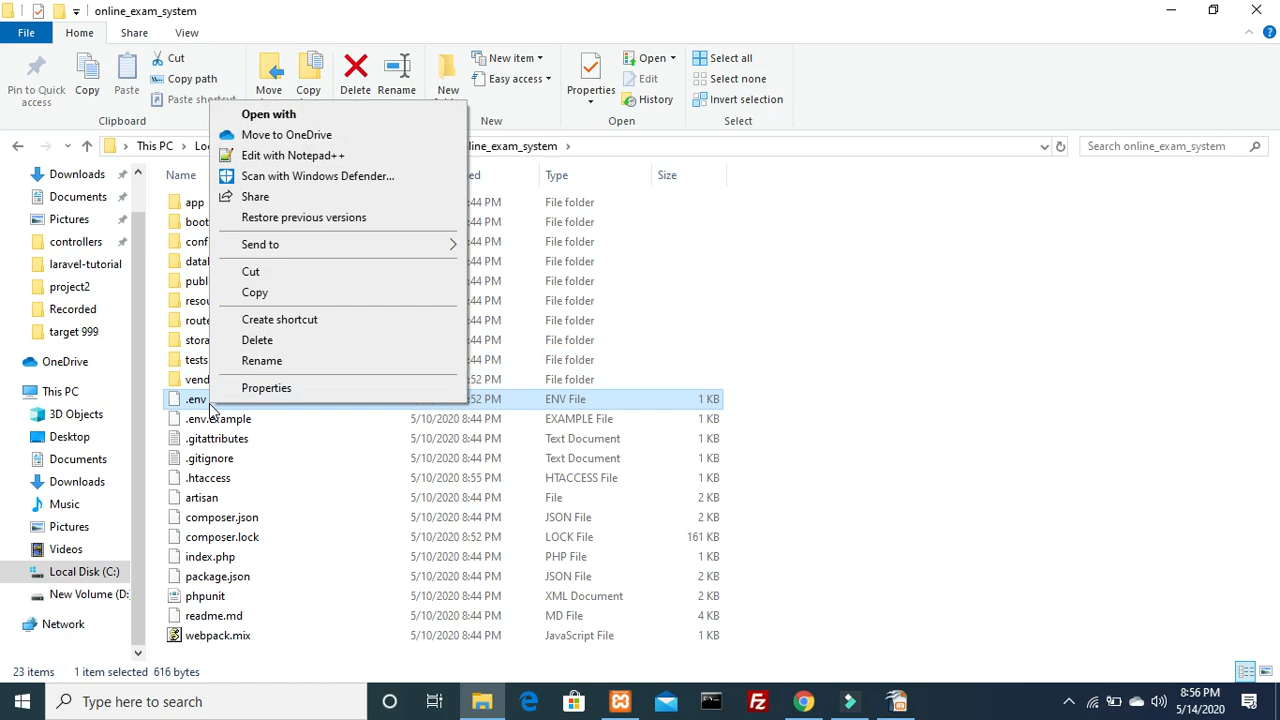 online_exam_system
File Home Share View
Pin to Quick access
Copy
Paste
Cut
Copy path
Paste shortcut
Move
Copy
Delete
Rename
New
New item
Easy access
Properties
Open
Edit
History
Select all
Select none
Invert selection
Clipboard New Open Select
This PC Loc line_exam_system Search online_exam_system
Name ed Type Size
Downloads
Documents
Pictures
controllers
laravel-tutorial
project2
Recorded
target 999
OneDrive
This PC
3D Objects
Desktop
Documents
Downloads
Music
Pictures
Videos
Local Disk (C:)
New Volume (D:
Network
Open with
Move to OneDrive
Edit with Notepad++
Scan with Windows Defender...
Share
Restore previous versions
Send to
Cut
Copy
Create shortcut
Delete
Rename
Properties
app :44 PM File folder
boot :44 PM File folder
conf :44 PM File folder
datal :44 PM File folder
publ :44 PM File folder
resou :44 PM File folder
route :44 PM File folder
stora :44 PM File folder
tests :44 PM File folder
vend :52 PM File folder
.env :52 PM ENV File 1 KB
.env.example 5/10/2020 8:44 PM EXAMPLE File 1 KB
.gitattributes 5/10/2020 8:44 PM Text Document 1 KB
.gitignore 5/10/2020 8:44 PM Text Document 1 KB
.htaccess 5/10/2020 8:55 PM HTACCESS File 1 KB
artisan 5/10/2020 8:44 PM File 2 KB
composer.json 5/10/2020 8:44 PM JSON File 2 KB
composer.lock 5/10/2020 8:52 PM LOCK File 161 KB
index.php 5/10/2020 8:44 PM PHP File 1 KB
package.json 5/10/2020 8:44 PM JSON File 2 KB
phpunit 5/10/2020 8:44 PM XML Document 2 KB
readme.md 5/10/2020 8:44 PM MD File 4 KB
webpack.mix 5/10/2020 8:44 PM JavaScript File 1 KB
23 items 1 item selected 616 bytes
Type here to search
8:56 PM
5/14/2020